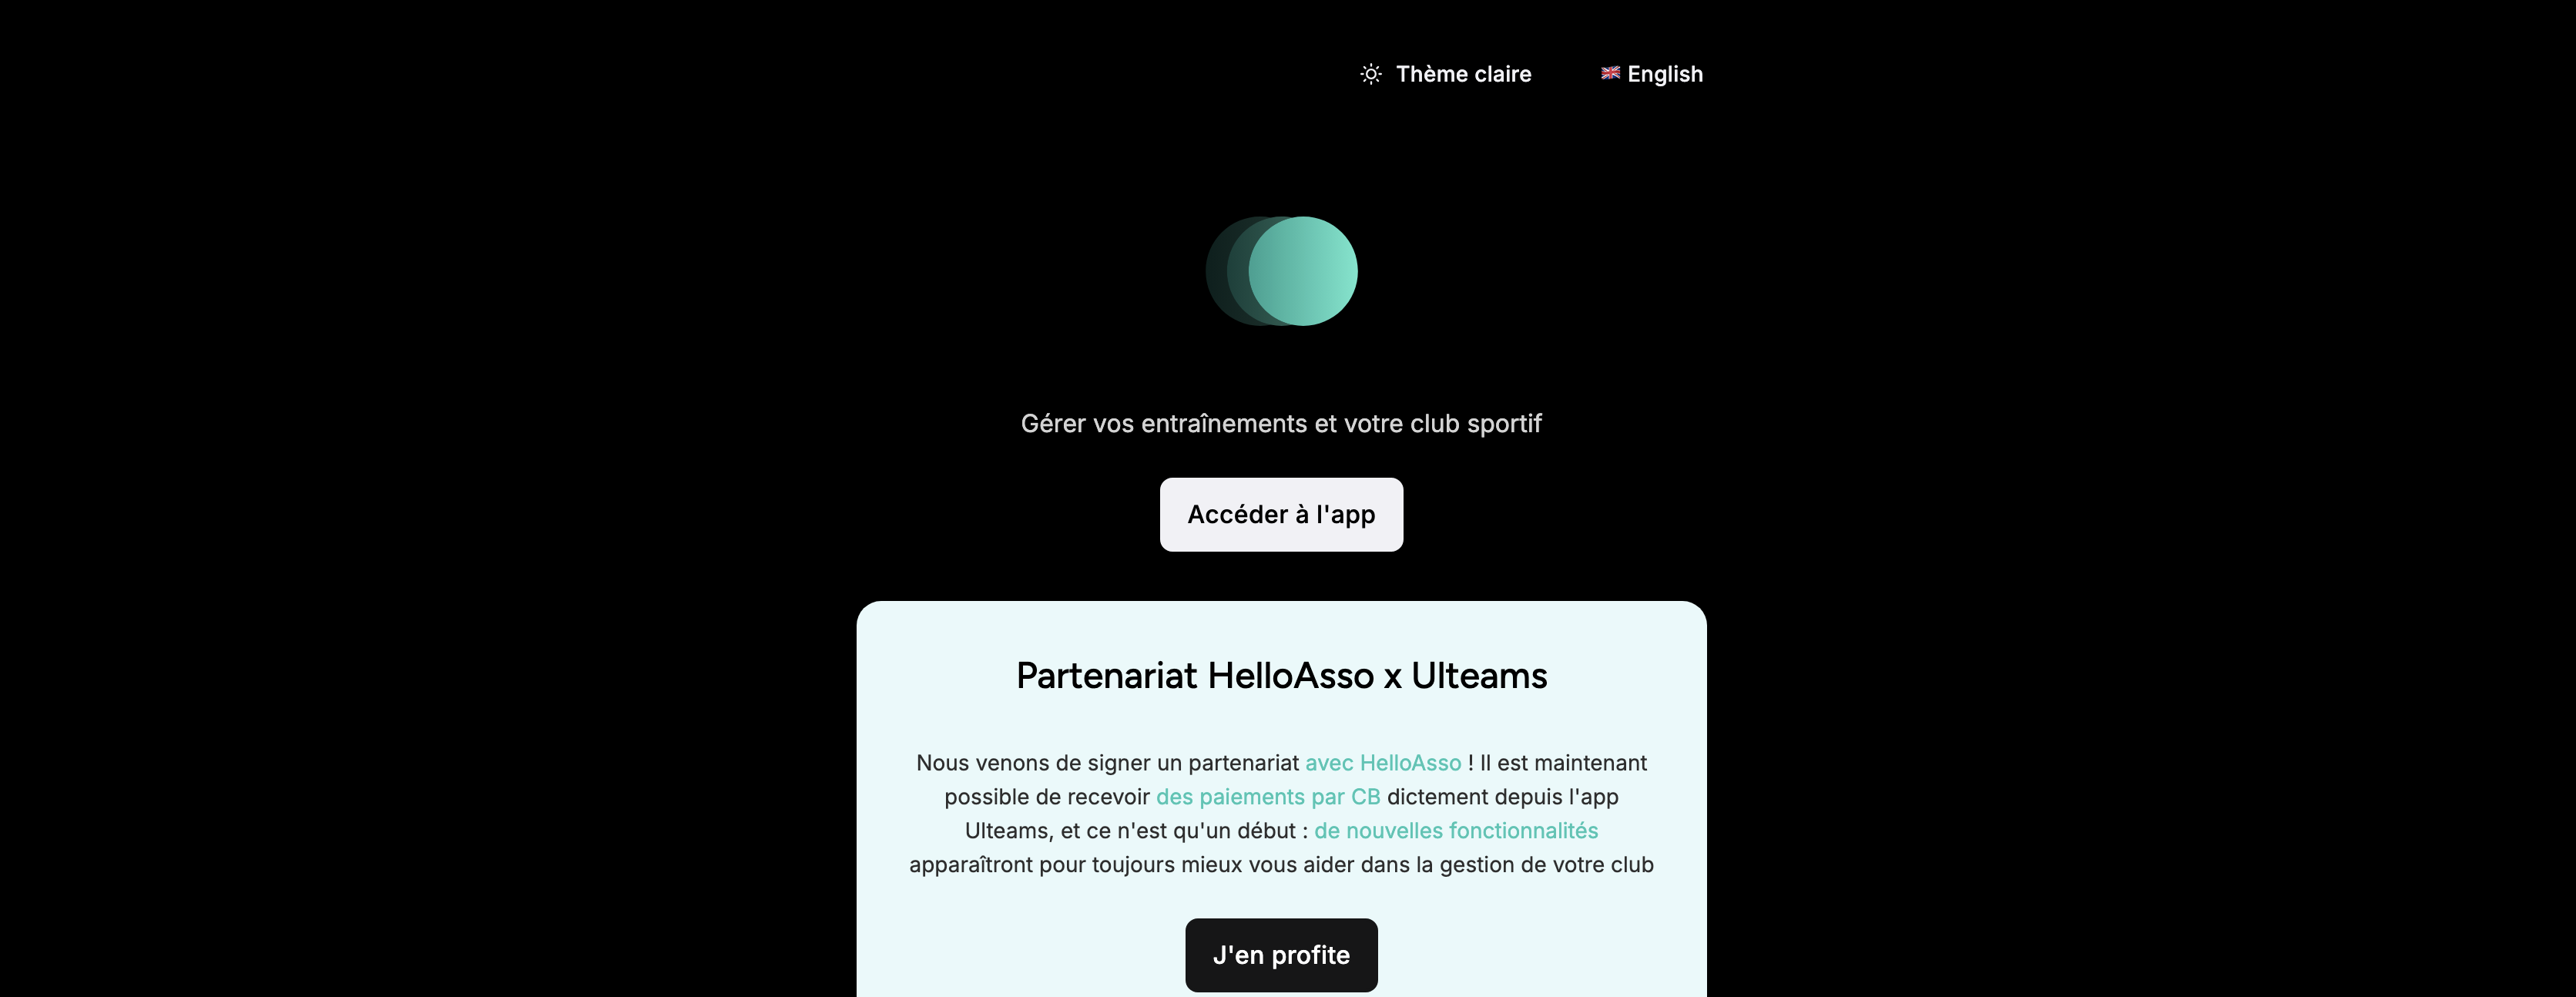 Thème claire
English
Gérer vos entraînements et votre club sportif
Accéder à l'app
Partenariat HelloAsso x Ulteams
Nous venons de signer un partenariat avec HelloAsso ! Il est maintenant
possible de recevoir des paiements par CB dictement depuis l'app
Ulteams, et ce n'est qu'un début : de nouvelles fonctionnalités
apparaîtront pour toujours mieux vous aider dans la gestion de votre club
J'en profite